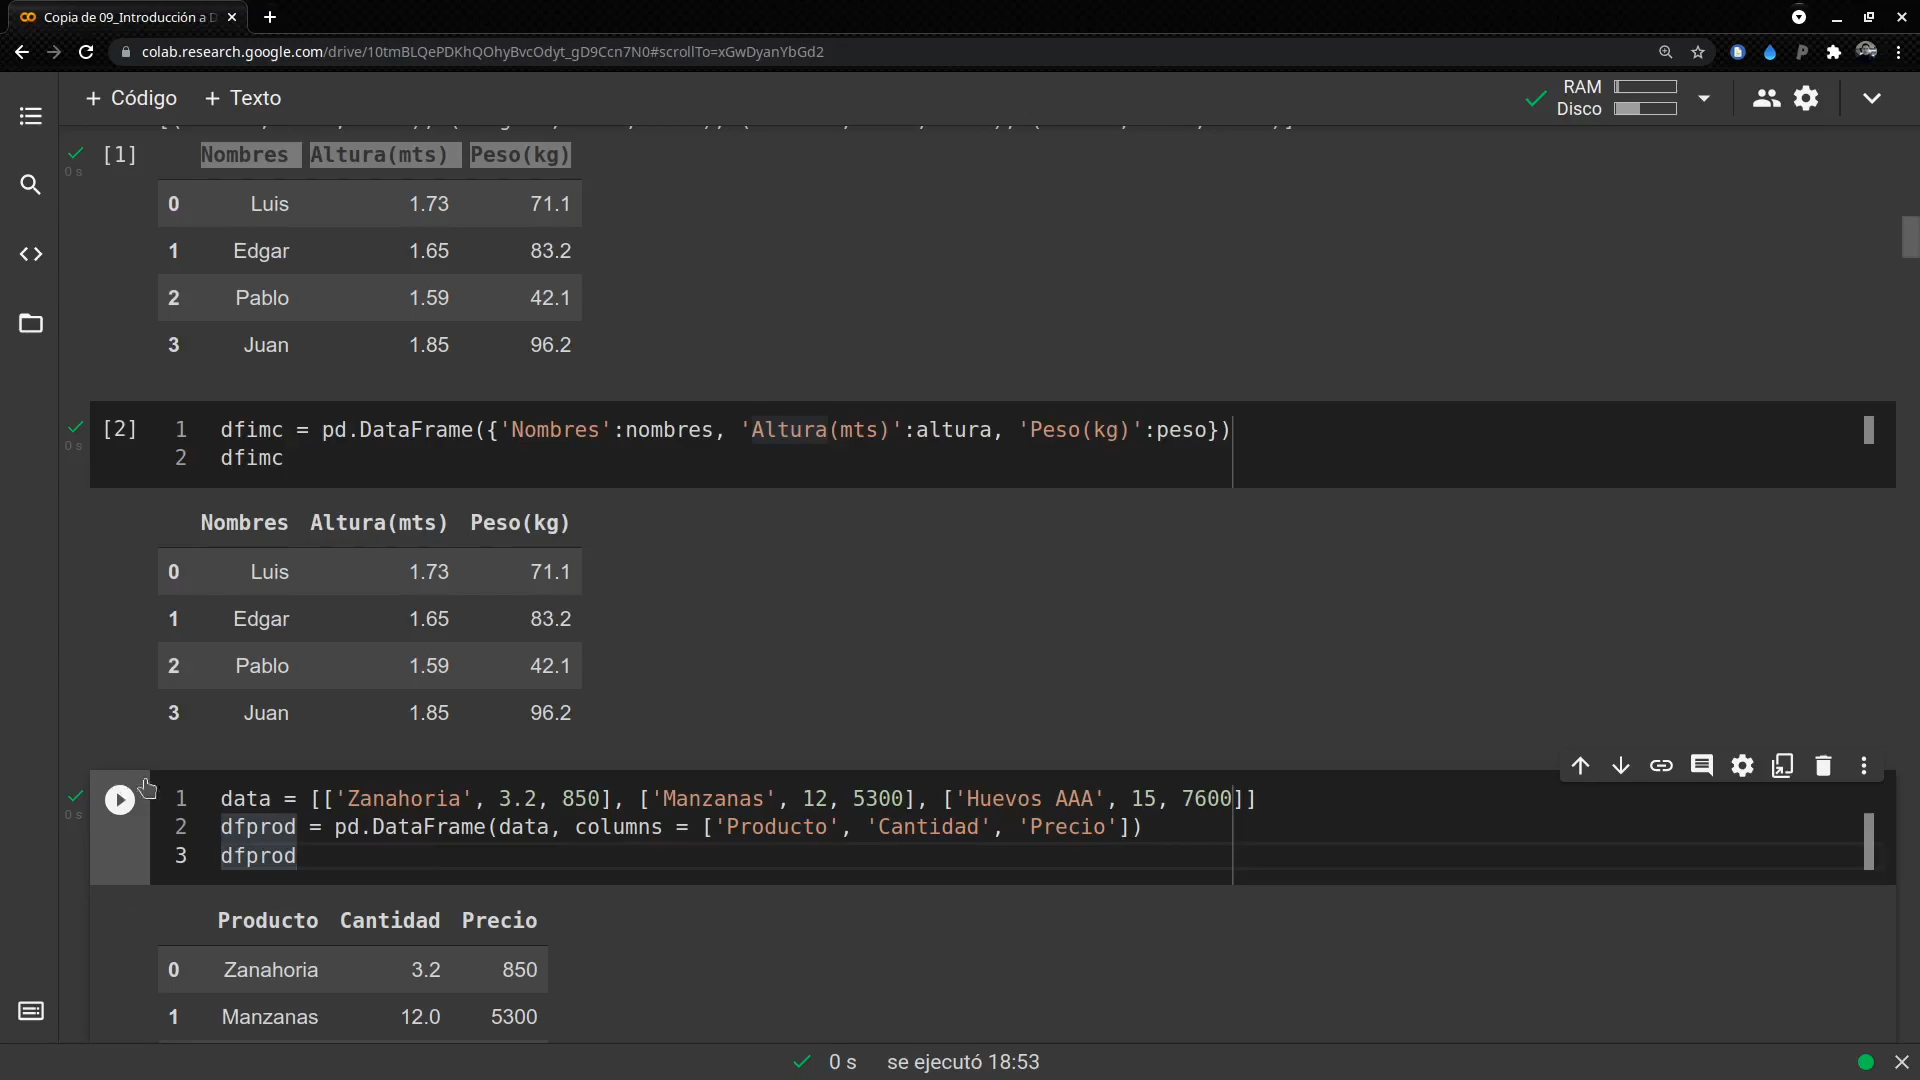 Copia de 09_Introducción a D
colab.research.google.com/drive/10tmBLQePDKhQOhyBvcOdyt_gD9Ccn7N0#scrollTo=xGwDyanYbGd2
+ Código + Texto
RAM
Disco
[1] Nombres Altura(mts) Peso(kg)
0 s
0 Luis 1.73 71.1
1 Edgar 1.65 83.2
2 Pablo 1.59 42.1
3 Juan 1.85 96.2
[2] 1 dfimc = pd.DataFrame({'Nombres':nombres, 'Altura(mts)':altura, 'Peso(kg)':peso})
0 s
2 dfimc
Nombres Altura(mts) Peso(kg)
0 Luis 1.73 71.1
1 Edgar 1.65 83.2
2 Pablo 1.59 42.1
3 Juan 1.85 96.2
1 data = [['Zanahoria', 3.2, 850], ['Manzanas', 12, 5300], ['Huevos AAA', 15, 7600]]
0 s
2 dfprod = pd.DataFrame(data, columns = ['Producto', 'Cantidad', 'Precio'])
3 dfprod
Producto Cantidad Precio
0 Zanahoria 3.2 850
1 Manzanas 12.0 5300
0 s se ejecutó 18:53